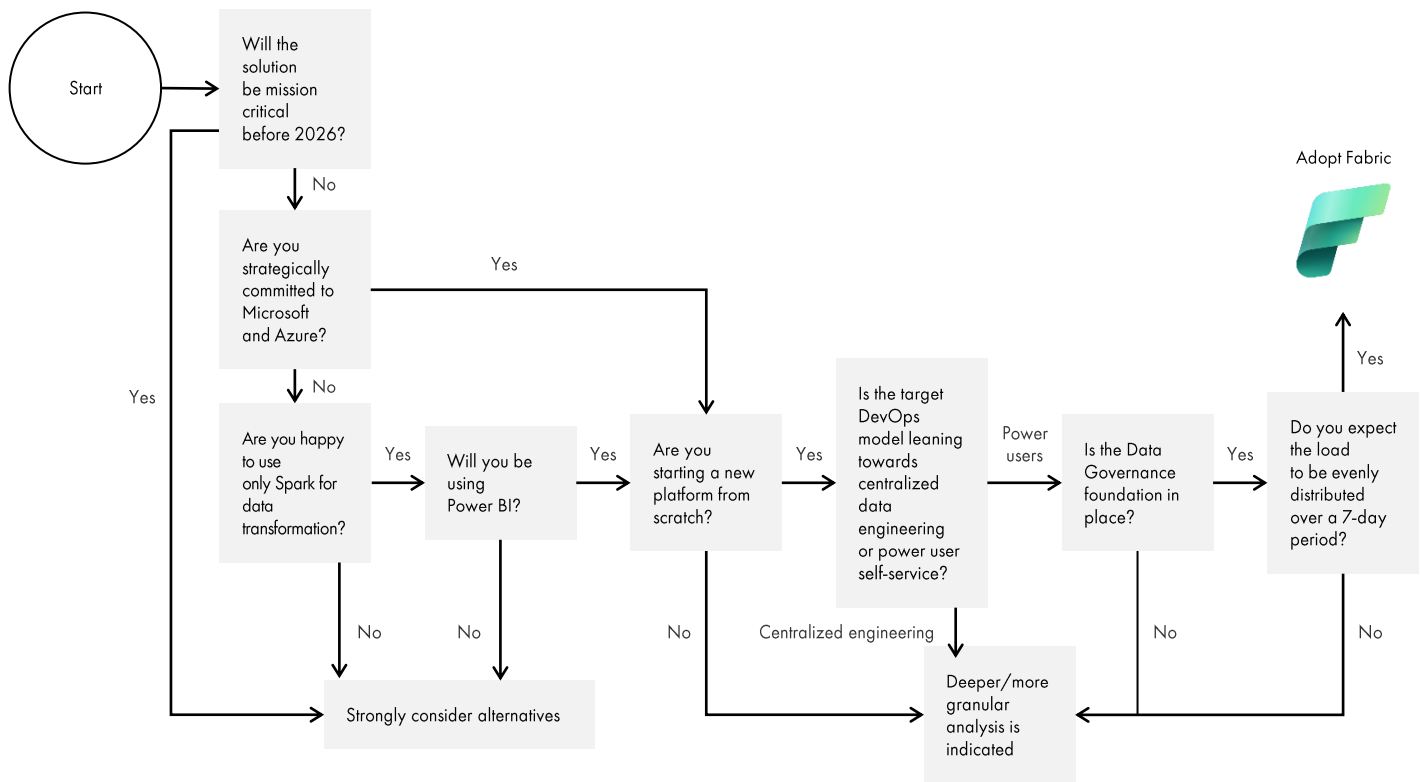 Start
Will the
solution
be mission
critical
before 2026?
No
Yes
Are you
strategically
committed to
Microsoft
and Azure?
Yes
No
Are you happy
to use
only Spark for
data
transformation?
Yes
No
Will you be
using
Power BI?
Yes
No
Strongly consider alternatives
Are you
starting a new
platform from
scratch?
Yes
No
Is the target
DevOps
model leaning
towards
centralized
data
engineering
or power user
self-service?
Power
users
Centralized engineering
Is the Data
Governance
foundation in
place?
Yes
No
Do you expect
the load
to be evenly
distributed
over a 7-day
period?
Yes
No
Adopt Fabric
Deeper/more
granular
analysis is
indicated